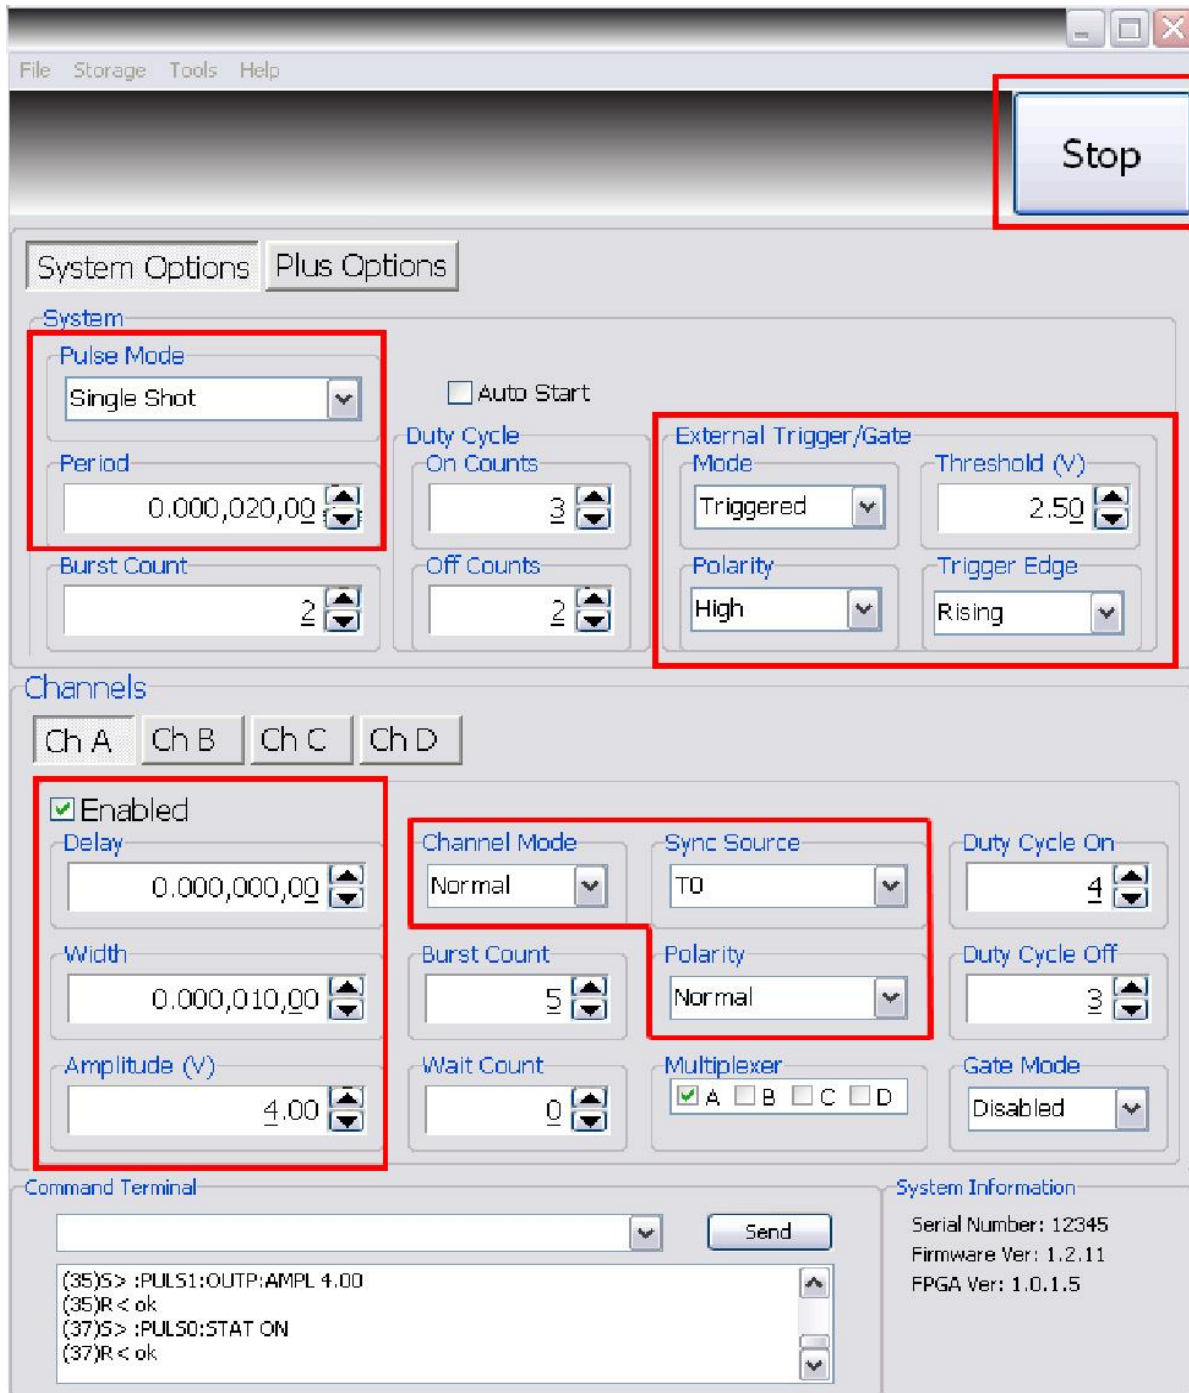 File Storage Tools Help
Stop
System Options Plus Options
System
Pulse Mode
Single Shot
Auto Start
Period
0.000,020,00
Burst Count
2
Duty Cycle
On Counts
3
Off Counts
2
External Trigger/Gate
Mode
Triggered
Threshold (V)
2.50
Polarity
High
Trigger Edge
Rising
Channels
Ch A Ch B Ch C Ch D
Enabled
Delay
0.000,000,00
Channel Mode
Normal
Sync Source
T0
Duty Cycle On
4
Width
0.000,010,00
Burst Count
5
Polarity
Normal
Duty Cycle Off
3
Amplitude (V)
4.00
Wait Count
0
Multiplexer
A B C D
Gate Mode
Disabled
Command Terminal
Send
(35)S> :PULS1:OUTP:AMPL 4.00
(35)R< ok
(37)S> :PULS0:STAT ON
(37)R< ok
System Information
Serial Number: 12345
Firmware Ver: 1.2.11
FPGA Ver: 1.0.1.5